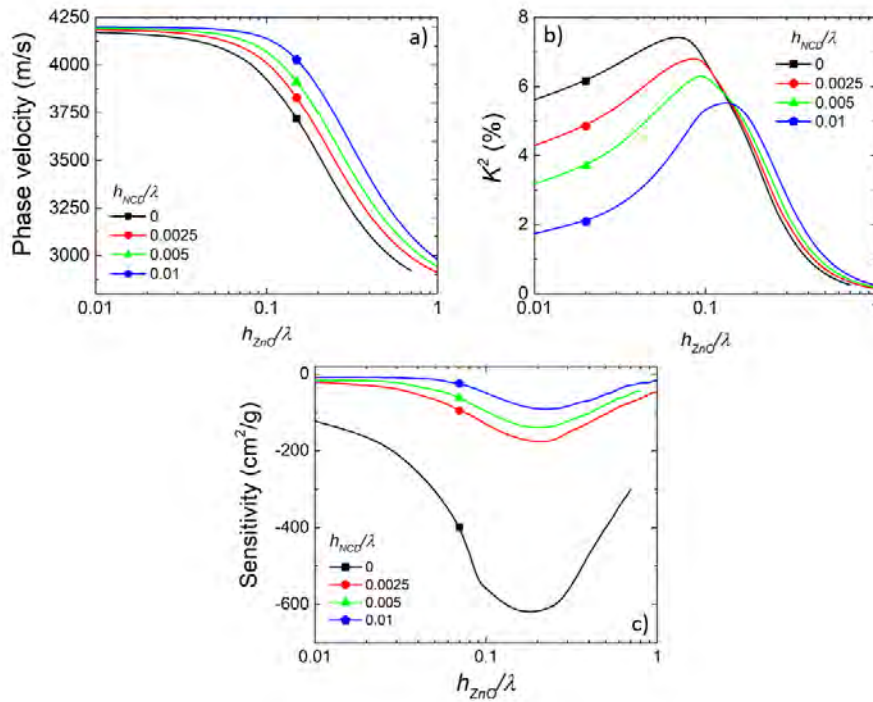 a)
Phase velocity (m/s)
4250
4000
3750
3500
3250
3000
h_NCD/λ
0
0.0025
0.005
0.01
0.01
0.1
1
h_ZnO/λ
b)
K² (%)
8
6
4
2
0
h_NCD/λ
0
0.0025
0.005
0.01
0.01
0.1
h_ZnO/λ
Sensitivity (cm²/g)
0
-200
-400
-600
h_NCD/λ
0
0.0025
0.005
0.01
c)
0.01
0.1
1
h_ZnO/λ